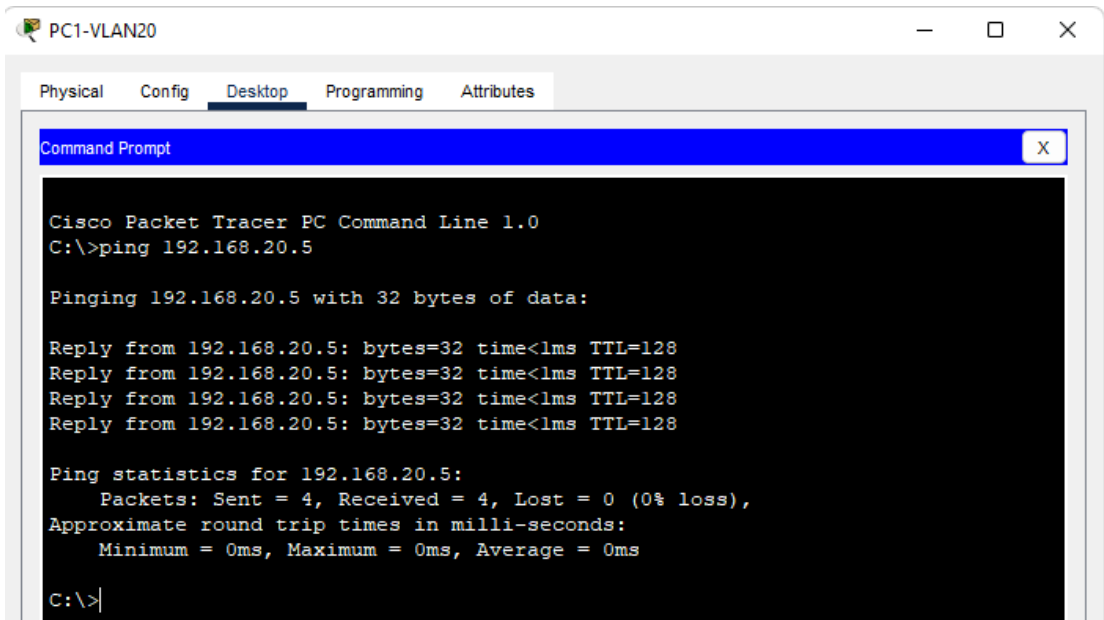 PC1-VLAN20
Physical Config Desktop Programming Attributes
Command Prompt X
Cisco Packet Tracer PC Command Line 1.0
C:\>ping 192.168.20.5
Pinging 192.168.20.5 with 32 bytes of data:
Reply from 192.168.20.5: bytes=32 time<1ms TTL=128
Reply from 192.168.20.5: bytes=32 time<1ms TTL=128
Reply from 192.168.20.5: bytes=32 time<1ms TTL=128
Reply from 192.168.20.5: bytes=32 time<1ms TTL=128
Ping statistics for 192.168.20.5:
Packets: Sent = 4, Received = 4, Lost = 0 (0% loss),
Approximate round trip times in milli-seconds:
Minimum = 0ms, Maximum = 0ms, Average = 0ms
C:\>